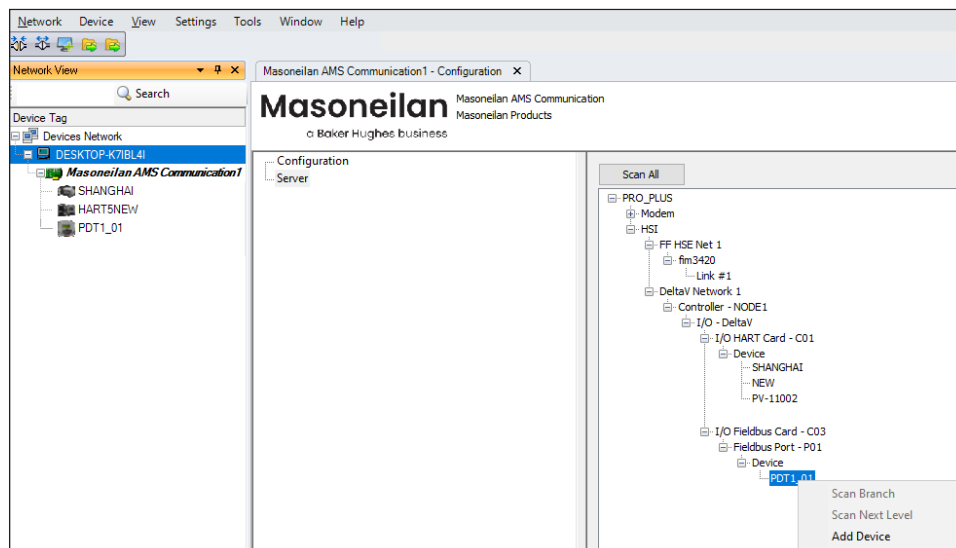 Network Device View Settings Tools Window Help
Network View
Masoneilan AMS Communication1 - Configuration
Search
Device Tag
Devices Network
DESKTOP-K7IBL4I
Masoneilan AMS Communication1
SHANGHAI
HART5NEW
PDT1_01
Masoneilan
a Baker Hughes business
Masoneilan AMS Communication
Masoneilan Products
Configuration
Server
Scan All
PRO_PLUS
Modem
HSI
FF HSE Net 1
fim3420
Link #1
DeltaV Network 1
Controller - NODE1
I/O - DeltaV
I/O HART Card - C01
Device
SHANGHAI
NEW
PV-11002
I/O Fieldbus Card - C03
Fieldbus Port - P01
Device
PDT1_01
Scan Branch
Scan Next Level
Add Device